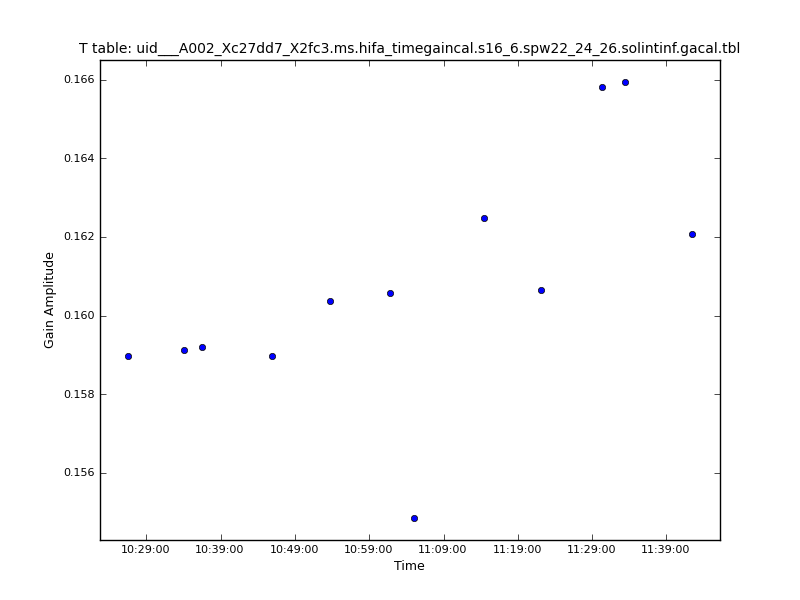 T table: uid___A002_Xc27dd7_X2fc3.ms.hifa_timegaincal.s16_6.spw22_24_26.solintinf.gacal.tbl
0.166
0.164
0.162
0.160
0.158
0.156
Gain Amplitude
10:29:00 10:39:00 10:49:00 10:59:00 11:09:00 11:19:00 11:29:00 11:39:00
Time